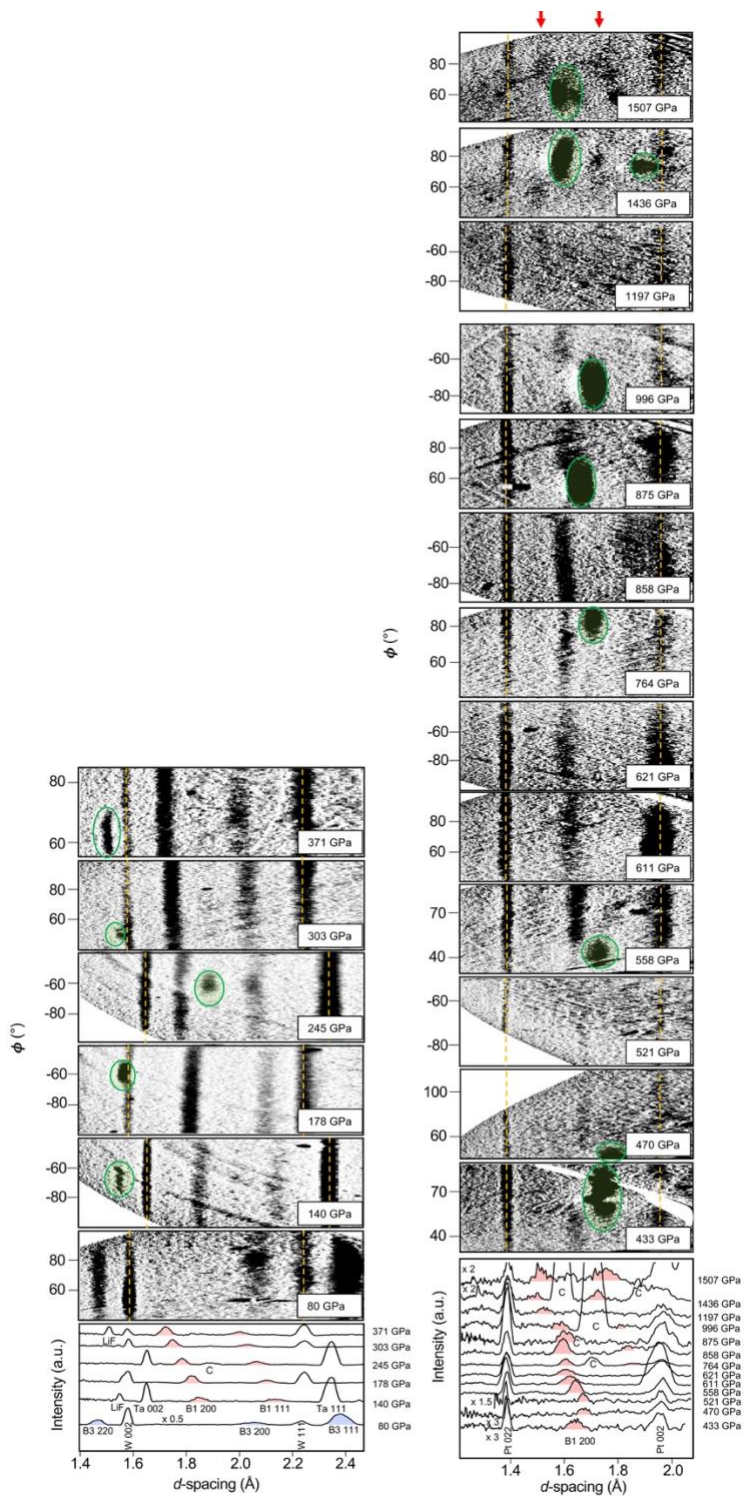 80
60
1507 GPa
80
60
1436 GPa
-60
-80
1197 GPa
-60
-80
996 GPa
80
60
875 GPa
-60
-80
858 GPa
ϕ (°)
80
60
764 GPa
-60
-80
621 GPa
80
60
611 GPa
70
40
558 GPa
-60
-80
521 GPa
100
60
470 GPa
70
40
433 GPa
x 2
x 2
C
C
C
C
x 1.5
x 3
x 3
Pt 022
B1 200
Pt 002
1507 GPa
1436 GPa
1197 GPa
996 GPa
875 GPa
858 GPa
764 GPa
621 GPa
611 GPa
558 GPa
521 GPa
470 GPa
433 GPa
Intensity (a.u.)
1.4 1.6 1.8 2.0
d-spacing (Å)
80
60
371 GPa
80
60
303 GPa
-60
-80
245 GPa
ϕ (°)
-60
-80
178 GPa
-60
-80
140 GPa
80
60
80 GPa
LiF
C
LiF
Ta 002
B1 200
B1 111
Ta 111
x 0.5
B3 220
W 002
B3 200
W 11
B3 111
371 GPa
303 GPa
245 GPa
178 GPa
140 GPa
80 GPa
Intensity (a.u.)
1.4 1.6 1.8 2.0 2.2 2.4
d-spacing (Å)